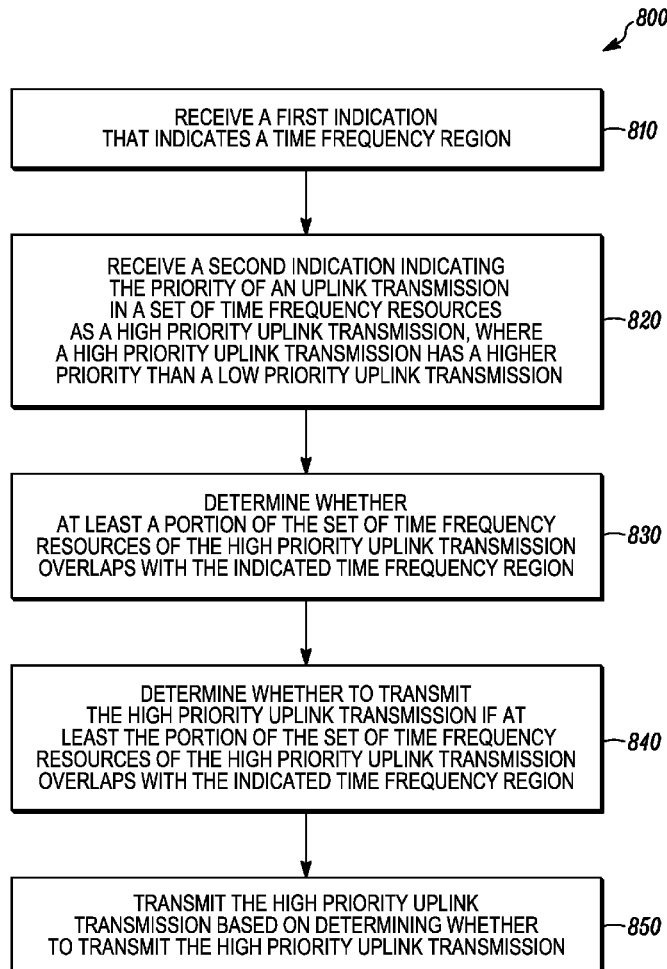 800
RECEIVE A FIRST INDICATION
THAT INDICATES A TIME FREQUENCY REGION
810
RECEIVE A SECOND INDICATION INDICATING
THE PRIORITY OF AN UPLINK TRANSMISSION
IN A SET OF TIME FREQUENCY RESOURCES
AS A HIGH PRIORITY UPLINK TRANSMISSION, WHERE
A HIGH PRIORITY UPLINK TRANSMISSION HAS A HIGHER
PRIORITY THAN A LOW PRIORITY UPLINK TRANSMISSION
820
DETERMINE WHETHER
AT LEAST A PORTION OF THE SET OF TIME FREQUENCY
RESOURCES OF THE HIGH PRIORITY UPLINK TRANSMISSION
OVERLAPS WITH THE INDICATED TIME FREQUENCY REGION
830
DETERMINE WHETHER TO TRANSMIT
THE HIGH PRIORITY UPLINK TRANSMISSION IF AT
LEAST THE PORTION OF THE SET OF TIME FREQUENCY
RESOURCES OF THE HIGH PRIORITY UPLINK TRANSMISSION
OVERLAPS WITH THE INDICATED TIME FREQUENCY REGION
840
TRANSMIT THE HIGH PRIORITY UPLINK
TRANSMISSION BASED ON DETERMINING WHETHER
TO TRANSMIT THE HIGH PRIORITY UPLINK TRANSMISSION
850